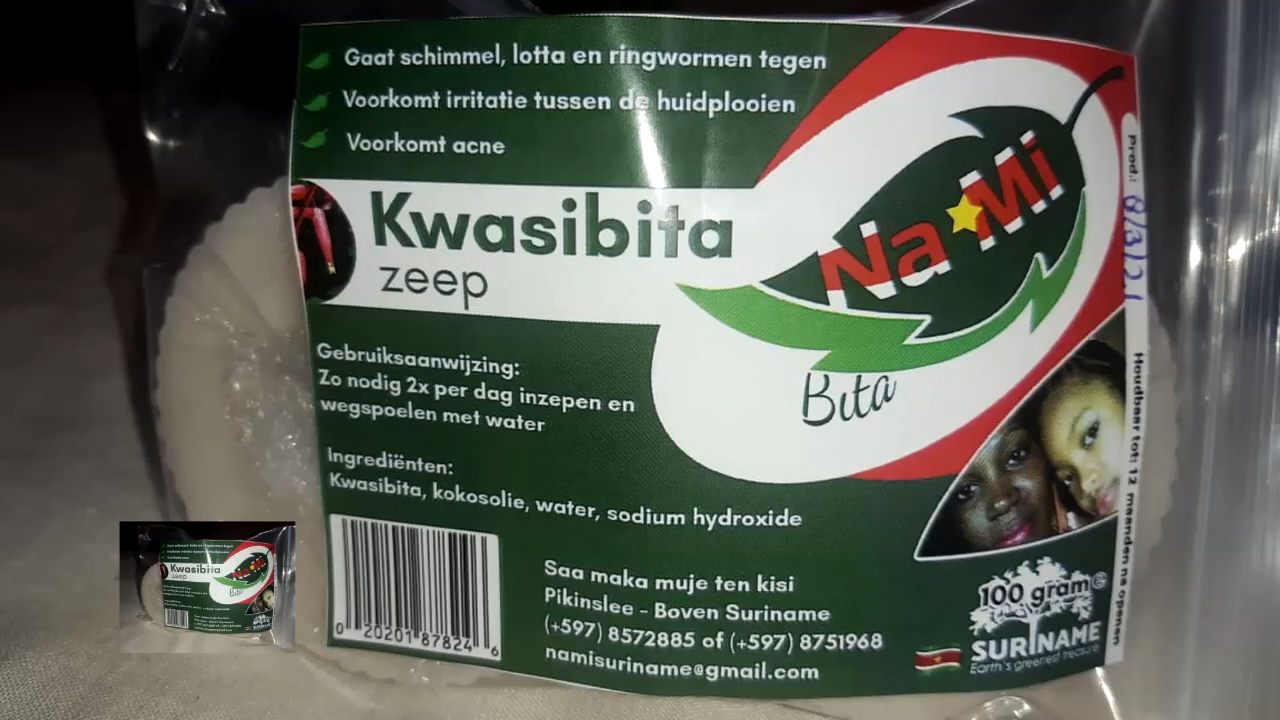 Gaat schimmel, lotta en ringwormen tegen
Voorkomt irritatie tussen de huidplooien
Voorkomt acne
Kwasibita
zeep
Na Mi
Bita
Gebruiksaanwijzing:
Zo nodig 2x per dag inzepen en
wegspoelen met water
Ingrediënten:
Kwasibita, kokosolie, water, sodium hydroxide
0 20201 87824 6
Saa maka muje ten kisi
Pikinslee - Boven Suriname
(+597) 8572885 of (+597) 8751968
namisuriname@gmail.com
100 gram e
SURINAME
Earth's greenest treasure
Prod.: 8/3/21
Houdbaar tot: 12 maanden na openen